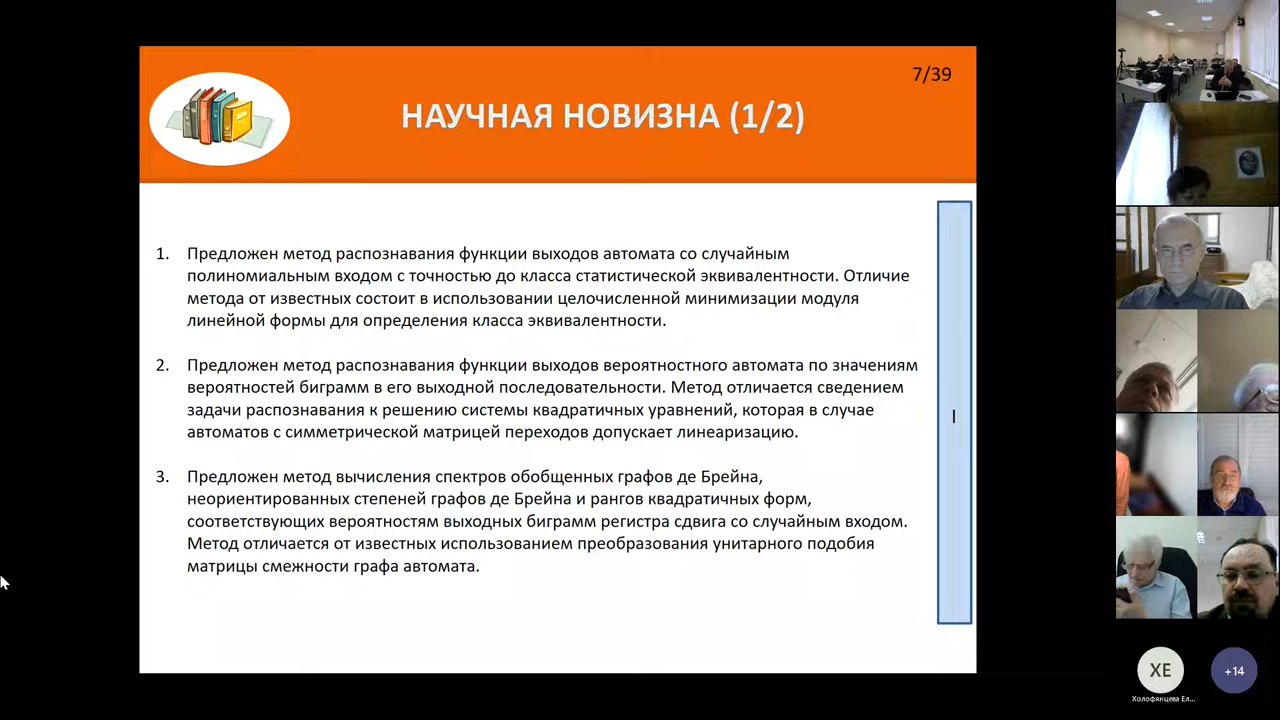 7/39
НАУЧНАЯ НОВИЗНА (1/2)
1. Предложен метод распознавания функции выходов автомата со случайным
полиномиальным входом с точностью до класса статистической эквивалентности. Отличие
метода от известных состоит в использовании целочисленной минимизации модуля
линейной формы для определения класса эквивалентности.
2. Предложен метод распознавания функции выходов вероятностного автомата по значениям
вероятностей биграмм в его выходной последовательности. Метод отличается сведением
задачи распознавания к решению системы квадратичных уравнений, которая в случае
автоматов с симметрической матрицей переходов допускает линеаризацию.
3. Предложен метод вычисления спектров обобщенных графов де Брейна,
неориентированных степеней графов де Брейна и рангов квадратичных форм,
соответствующих вероятностям выходных биграмм регистра сдвига со случайным входом.
Метод отличается от известных использованием преобразования унитарного подобия
матрицы смежности графа автомата.
I
ХЕ
+14
Холофянцева Ел...